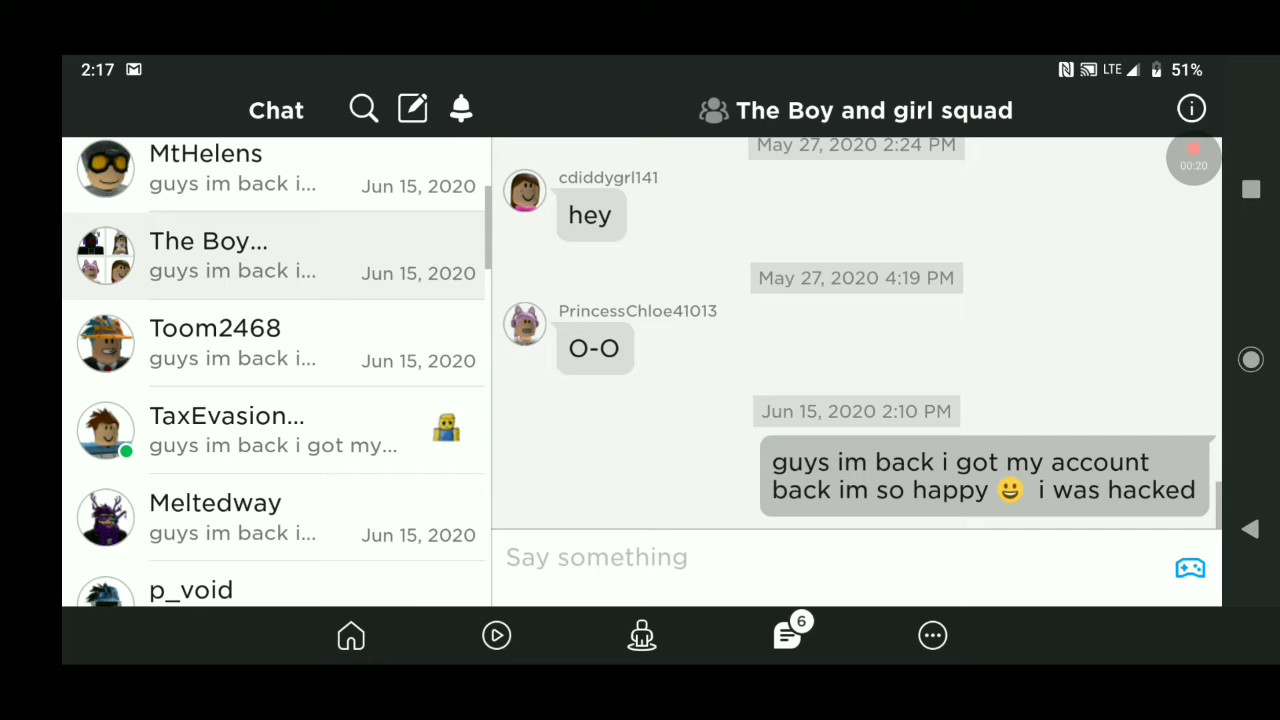 2:17
LTE 51%
Chat
The Boy and girl squad
00:20
MtHelens
guys im back i...
Jun 15, 2020
The Boy...
guys im back i...
Jun 15, 2020
Toom2468
guys im back i...
Jun 15, 2020
TaxEvasion...
guys im back i got my...
Meltedway
guys im back i...
Jun 15, 2020
p_void
May 27, 2020 2:24 PM
cdiddygrl141
hey
May 27, 2020 4:19 PM
PrincessChloe41013
O-O
Jun 15, 2020 2:10 PM
guys im back i got my account
back im so happy 😃 i was hacked
Say something
6